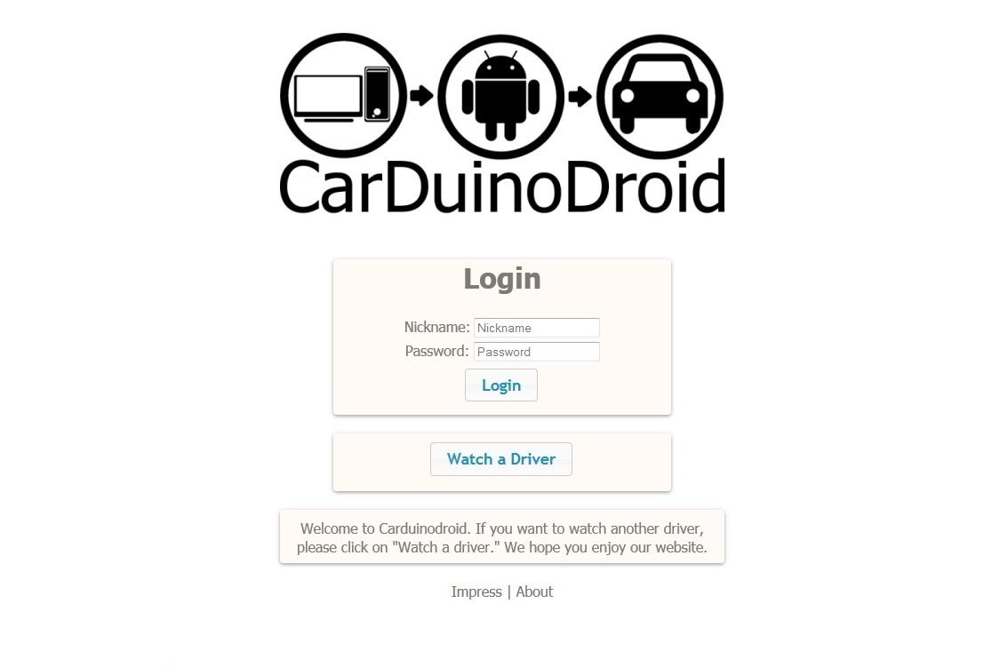 CarDuinoDroid
Login
Nickname: Nickname
Password: Password
Login
Watch a Driver
Welcome to Carduinodroid. If you want to watch another driver,
please click on "Watch a driver." We hope you enjoy our website.
Impress | About